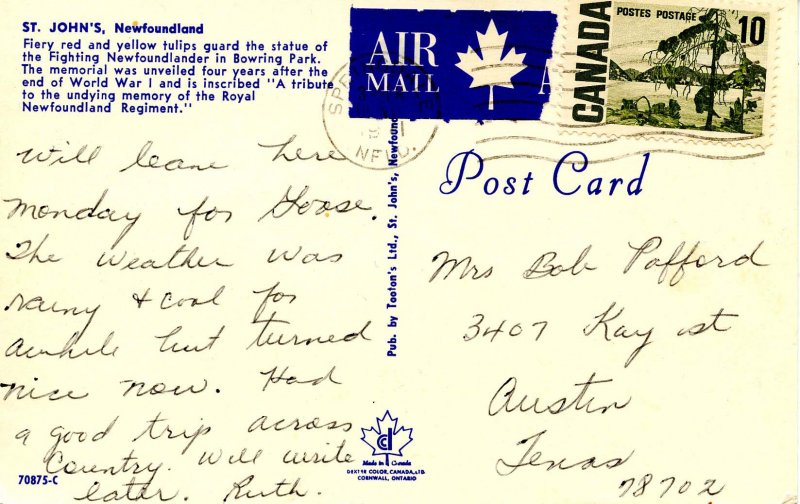 ST. JOHN'S, Newfoundland
Fiery red and yellow tulips guard the statue of
the Fighting Newfoundlander in Bowring Park.
The memorial was unveiled four years after the
end of World War I and is inscribed "A tribute
to the undying memory of the Royal
Newfoundland Regiment."
Will leave here
Monday for Goose.
The weather was
rainy & cool for
awhile but turned
nice now. Had
a good trip across
Country. Will write
later. Ruth.
70875-C
AIR
MAIL
A
CANADA
POSTES POSTAGE
10
NFLD.
Pub. by Tooton's Ltd., St. John's, Newfound
Post Card
Mrs Bob Pafford
3407 Kay st
Austin
Texas
78702
Made in Canada
DEXTER COLOR, CANADA, LTD.
CORNWALL, ONTARIO